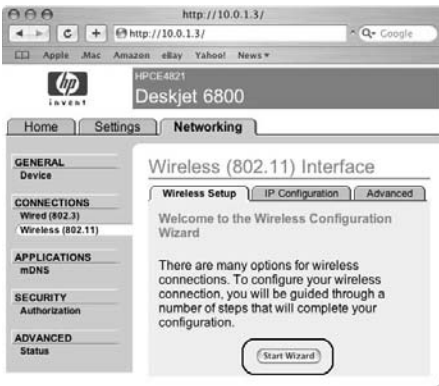 http://10.0.1.3/
http://10.0.1.3/
Q- Google
Apple .Mac Amazon eBay Yahoo! News
hp
invent
HPCE4821
Deskjet 6800
Home Settings Networking
GENERAL
Device
CONNECTIONS
Wired (802.3)
Wireless (802.11)
APPLICATIONS
mDNS
SECURITY
Authorization
ADVANCED
Status
Wireless (802.11) Interface
Wireless Setup IP Configuration Advanced
Welcome to the Wireless Configuration
Wizard
There are many options for wireless
connections. To configure your wireless
connection, you will be guided through a
number of steps that will complete your
configuration.
Start Wizard